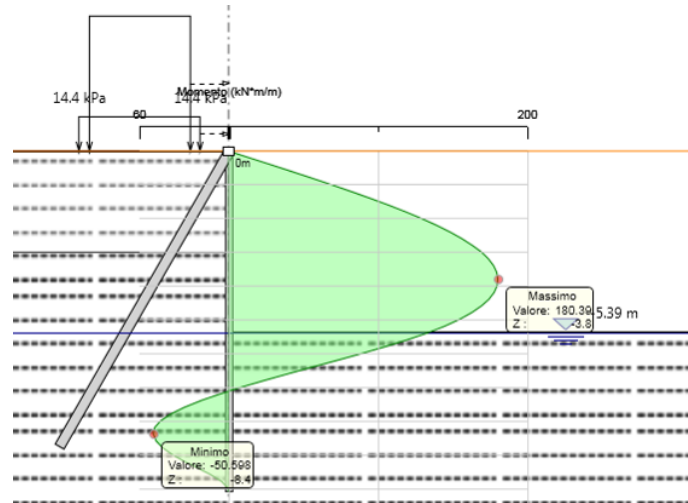 Momento (kN*m/m)
14.4 kPa
14.4 kPa
60
200
0m
Massimo
Valore: 180.39
Z : -3.8
5.39 m
Minimo
Valore: -50.598
Z : -8.4